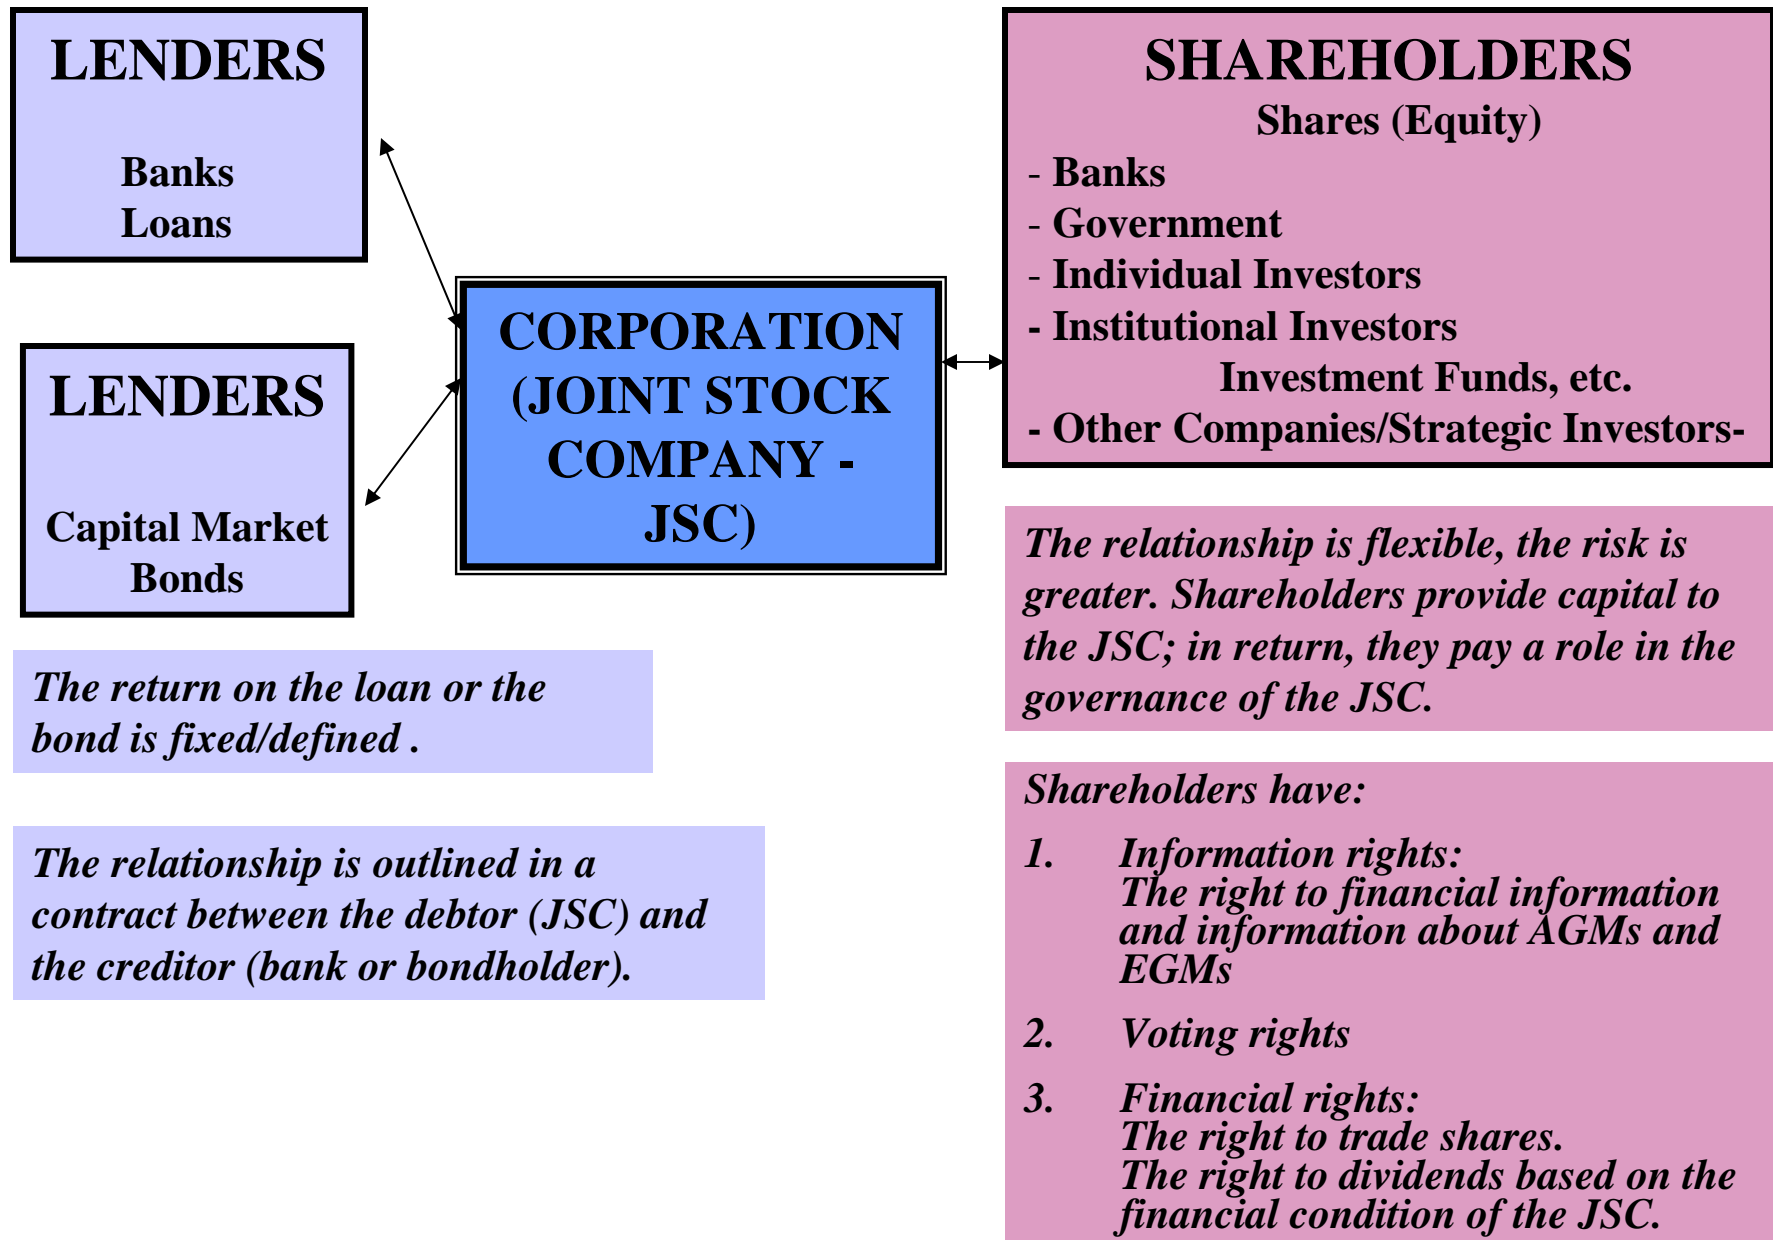 LENDERS
Banks
Loans
LENDERS
Capital Market
Bonds
The return on the loan or the
bond is fixed/defined .
The relationship is outlined in a
contract between the debtor (JSC) and
the creditor (bank or bondholder).
CORPORATION
(JOINT STOCK
COMPANY -
JSC)
SHAREHOLDERS
Shares (Equity)
- Banks
- Government
- Individual Investors
- Institutional Investors
Investment Funds, etc.
- Other Companies/Strategic Investors-
The relationship is flexible, the risk is
greater. Shareholders provide capital to
the JSC; in return, they pay a role in the
governance of the JSC.
Shareholders have:
1. Information rights:
The right to financial information
and information about AGMs and
EGMs
2. Voting rights
3. Financial rights:
The right to trade shares.
The right to dividends based on the
financial condition of the JSC.